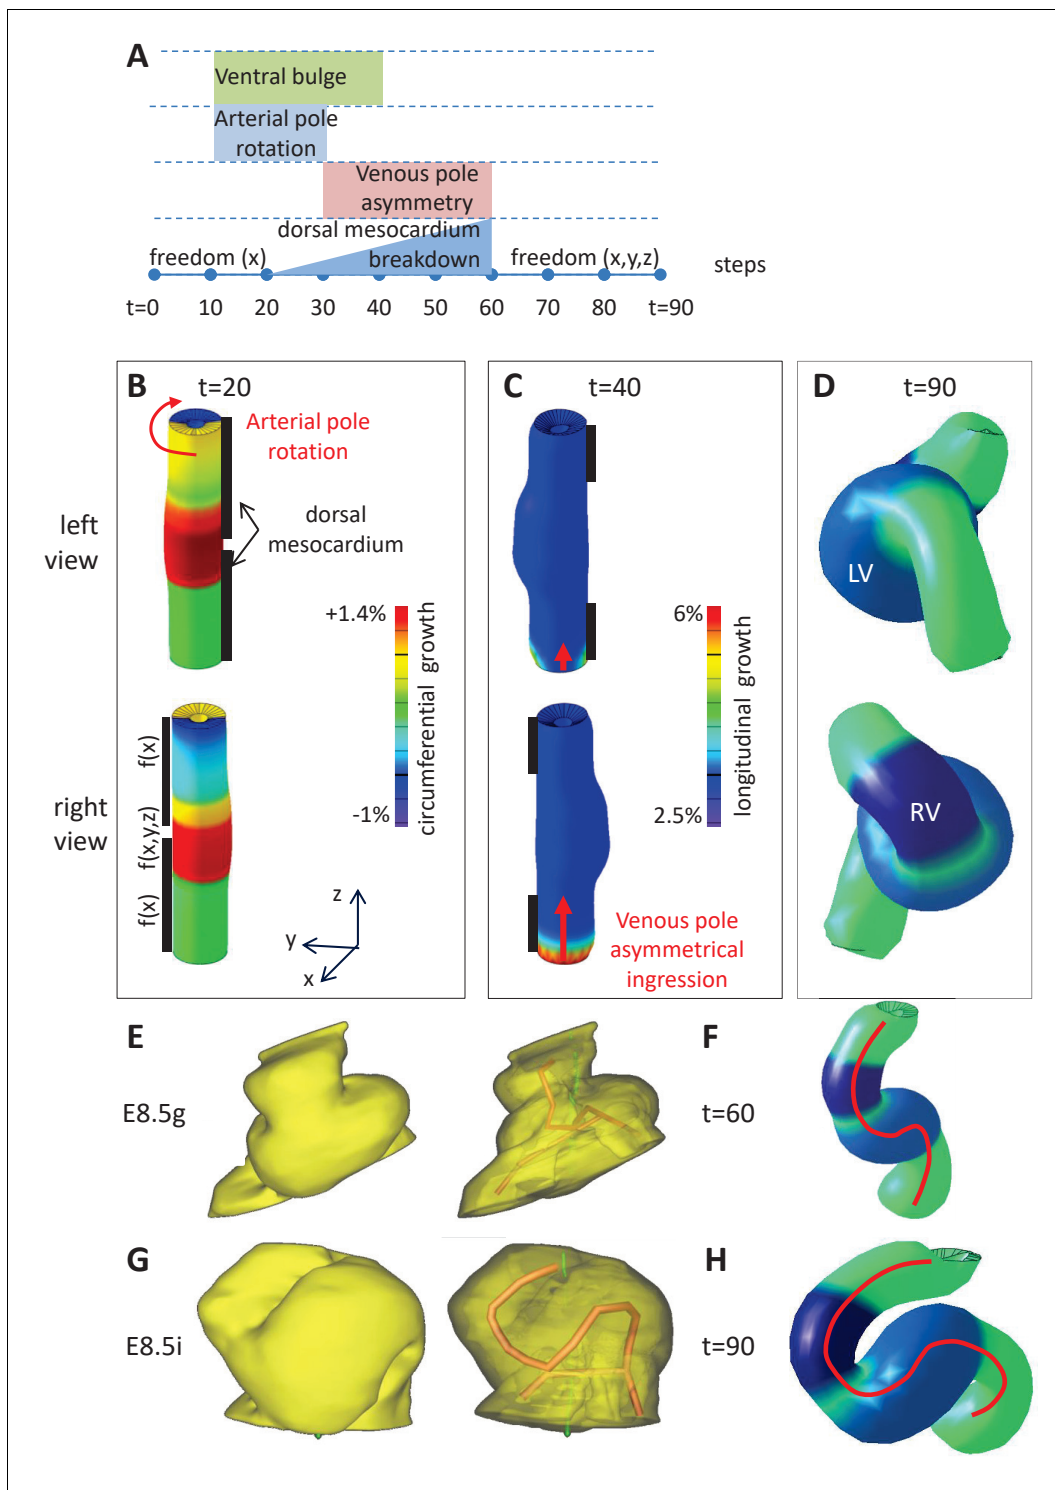 A
Ventral bulge
Arterial pole
rotation
Venous pole
asymmetry
dorsal mesocardium
breakdown
freedom (x)
freedom (x,y,z)
steps
t=0 10 20 30 40 50 60 70 80 t=90
B t=20
Arterial pole
rotation
dorsal
mesocardium
left
view
+1.4%
-1%
circumferential growth
right
view
f(x)
f(x,y,z)
f(x)
z
y
x
C t=40
6%
2.5%
longitudinal growth
Venous pole
asymmetrical
ingression
D t=90
LV
RV
E
E8.5g
F
t=60
G
E8.5i
H
t=90